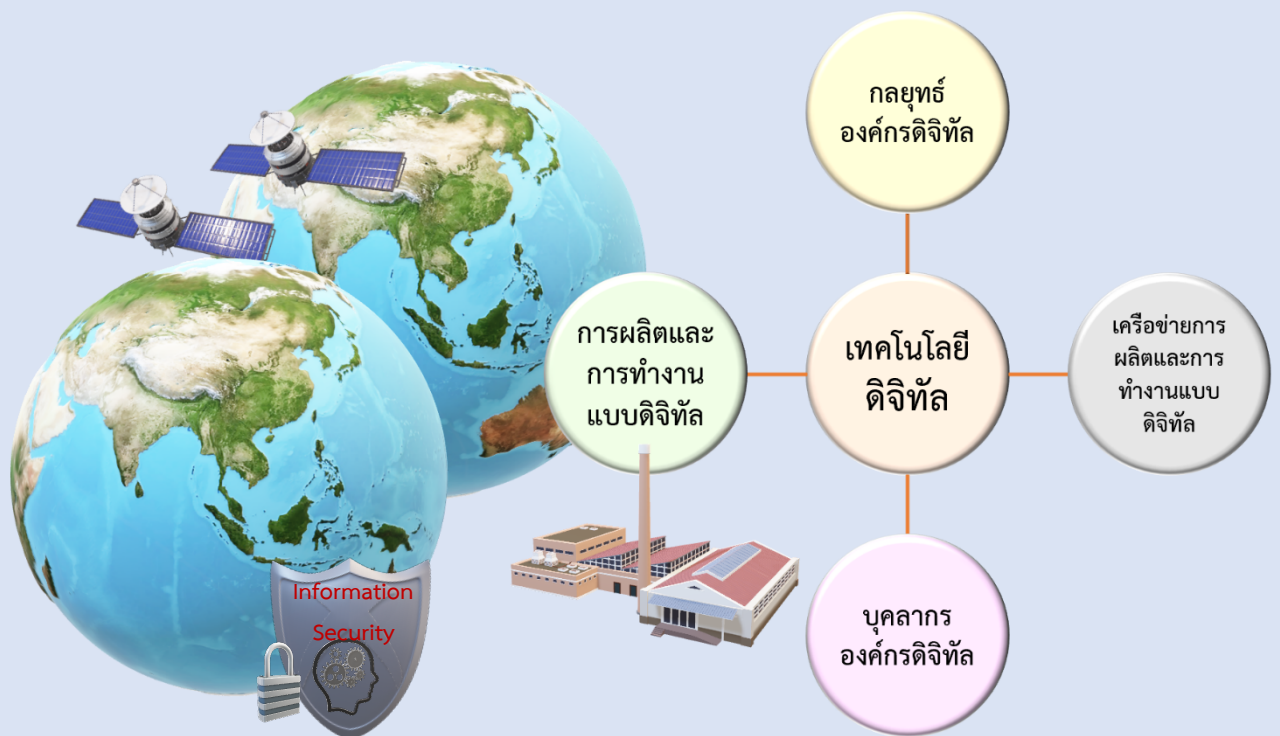 กลยุทธ์
องค์กรดิจิทัล
การผลิตและ
การทำงาน
แบบดิจิทัล
เทคโนโลยี
ดิจิทัล
เครือข่ายการ
ผลิตและการ
ทำงานแบบ
ดิจิทัล
บุคลากร
องค์กรดิจิทัล
Information
Security